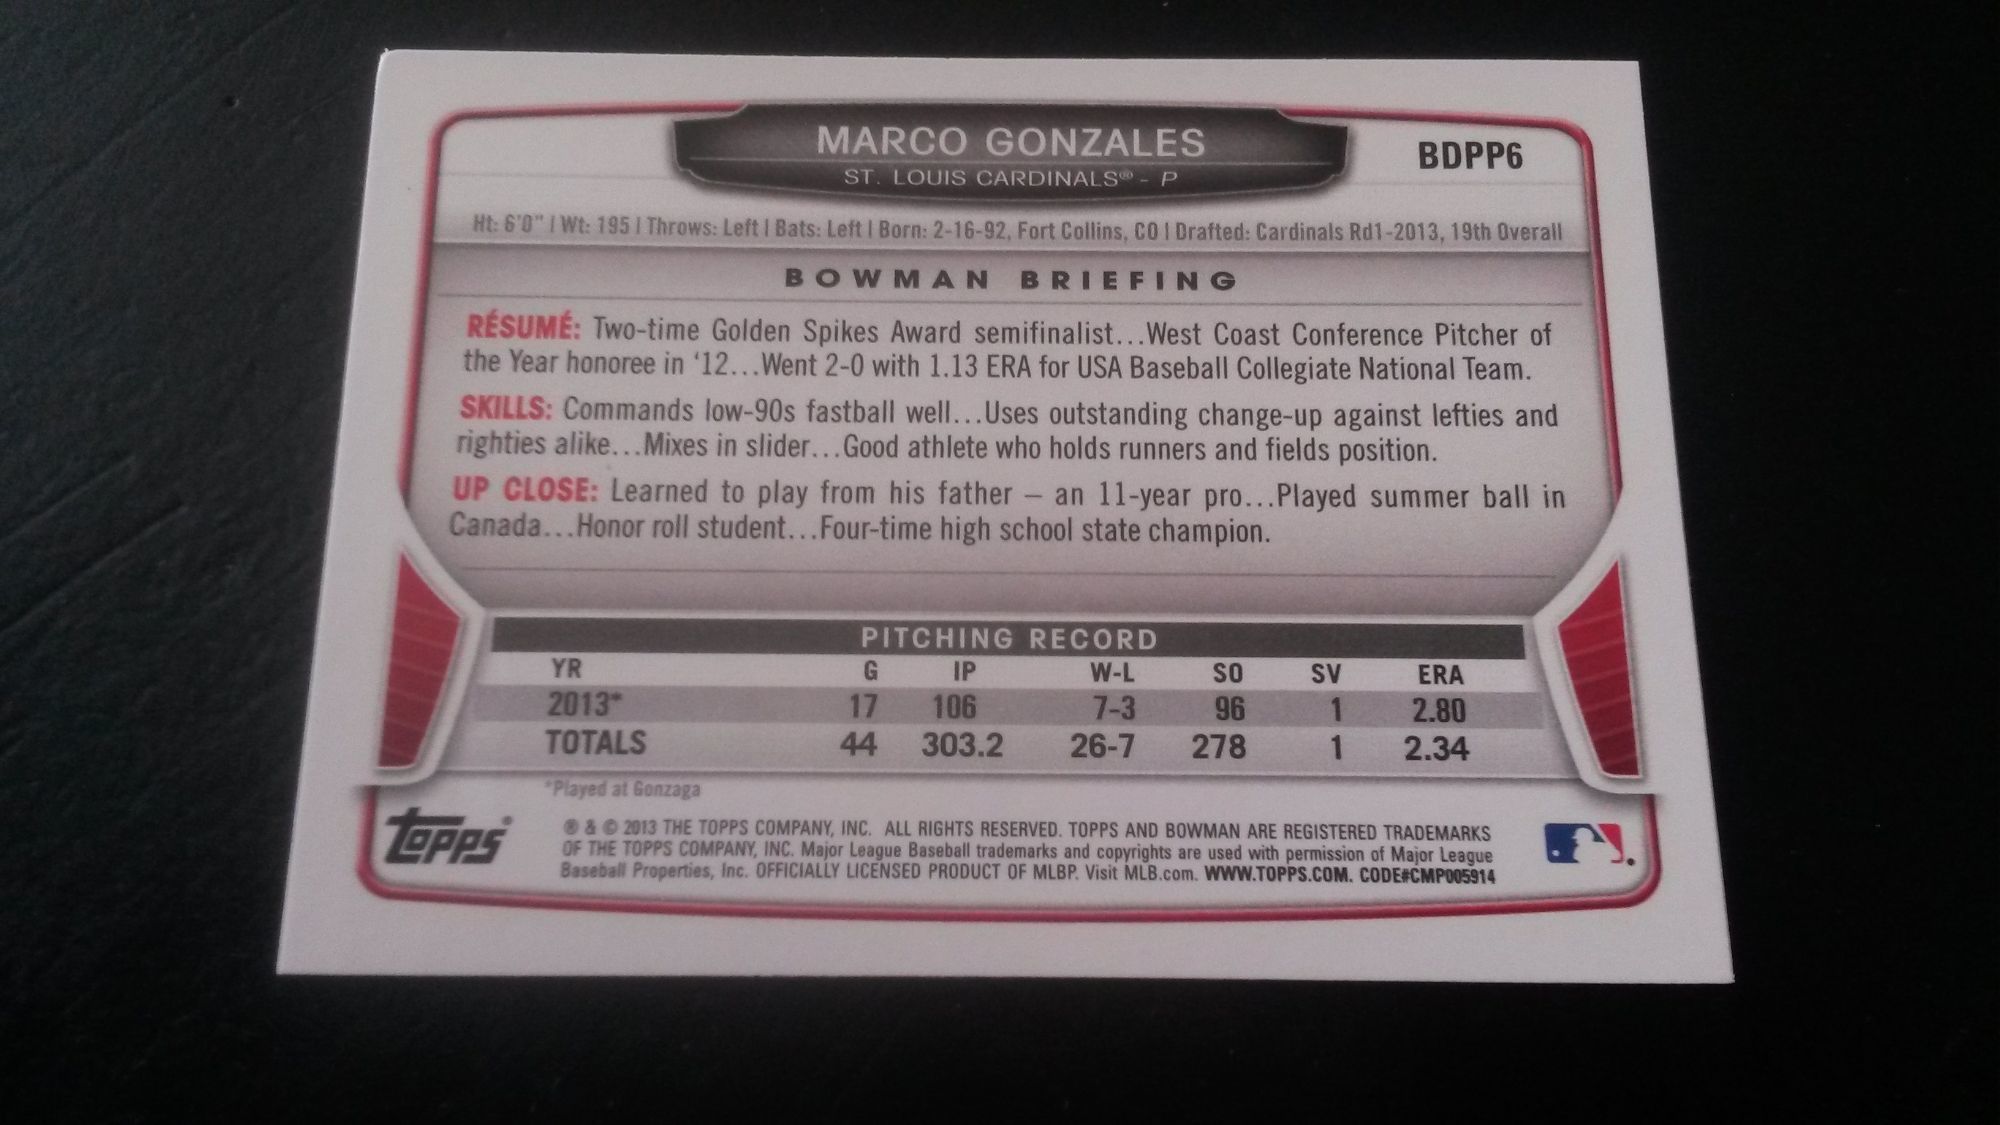 MARCO GONZALES
ST. LOUIS CARDINALS® - P
BDPP6
Ht: 6'0" | Wt: 195 | Throws: Left | Bats: Left | Born: 2-16-92, Fort Collins, CO | Drafted: Cardinals Rd1-2013, 19th Overall
BOWMAN BRIEFING
RÉSUMÉ: Two-time Golden Spikes Award semifinalist...West Coast Conference Pitcher of
the Year honoree in '12...Went 2-0 with 1.13 ERA for USA Baseball Collegiate National Team.
SKILLS: Commands low-90s fastball well...Uses outstanding change-up against lefties and
righties alike...Mixes in slider...Good athlete who holds runners and fields position.
UP CLOSE: Learned to play from his father – an 11-year pro...Played summer ball in
Canada...Honor roll student...Four-time high school state champion.
PITCHING RECORD
YR G IP W-L SO SV ERA
2013* 17 106 7-3 96 1 2.80
TOTALS 44 303.2 26-7 278 1 2.34
*Played at Gonzaga
topps®
® & © 2013 THE TOPPS COMPANY, INC. ALL RIGHTS RESERVED. TOPPS AND BOWMAN ARE REGISTERED TRADEMARKS
OF THE TOPPS COMPANY, INC. Major League Baseball trademarks and copyrights are used with permission of Major League
Baseball Properties, Inc. OFFICIALLY LICENSED PRODUCT OF MLBP. Visit MLB.com. WWW.TOPPS.COM. CODE#CMP005914